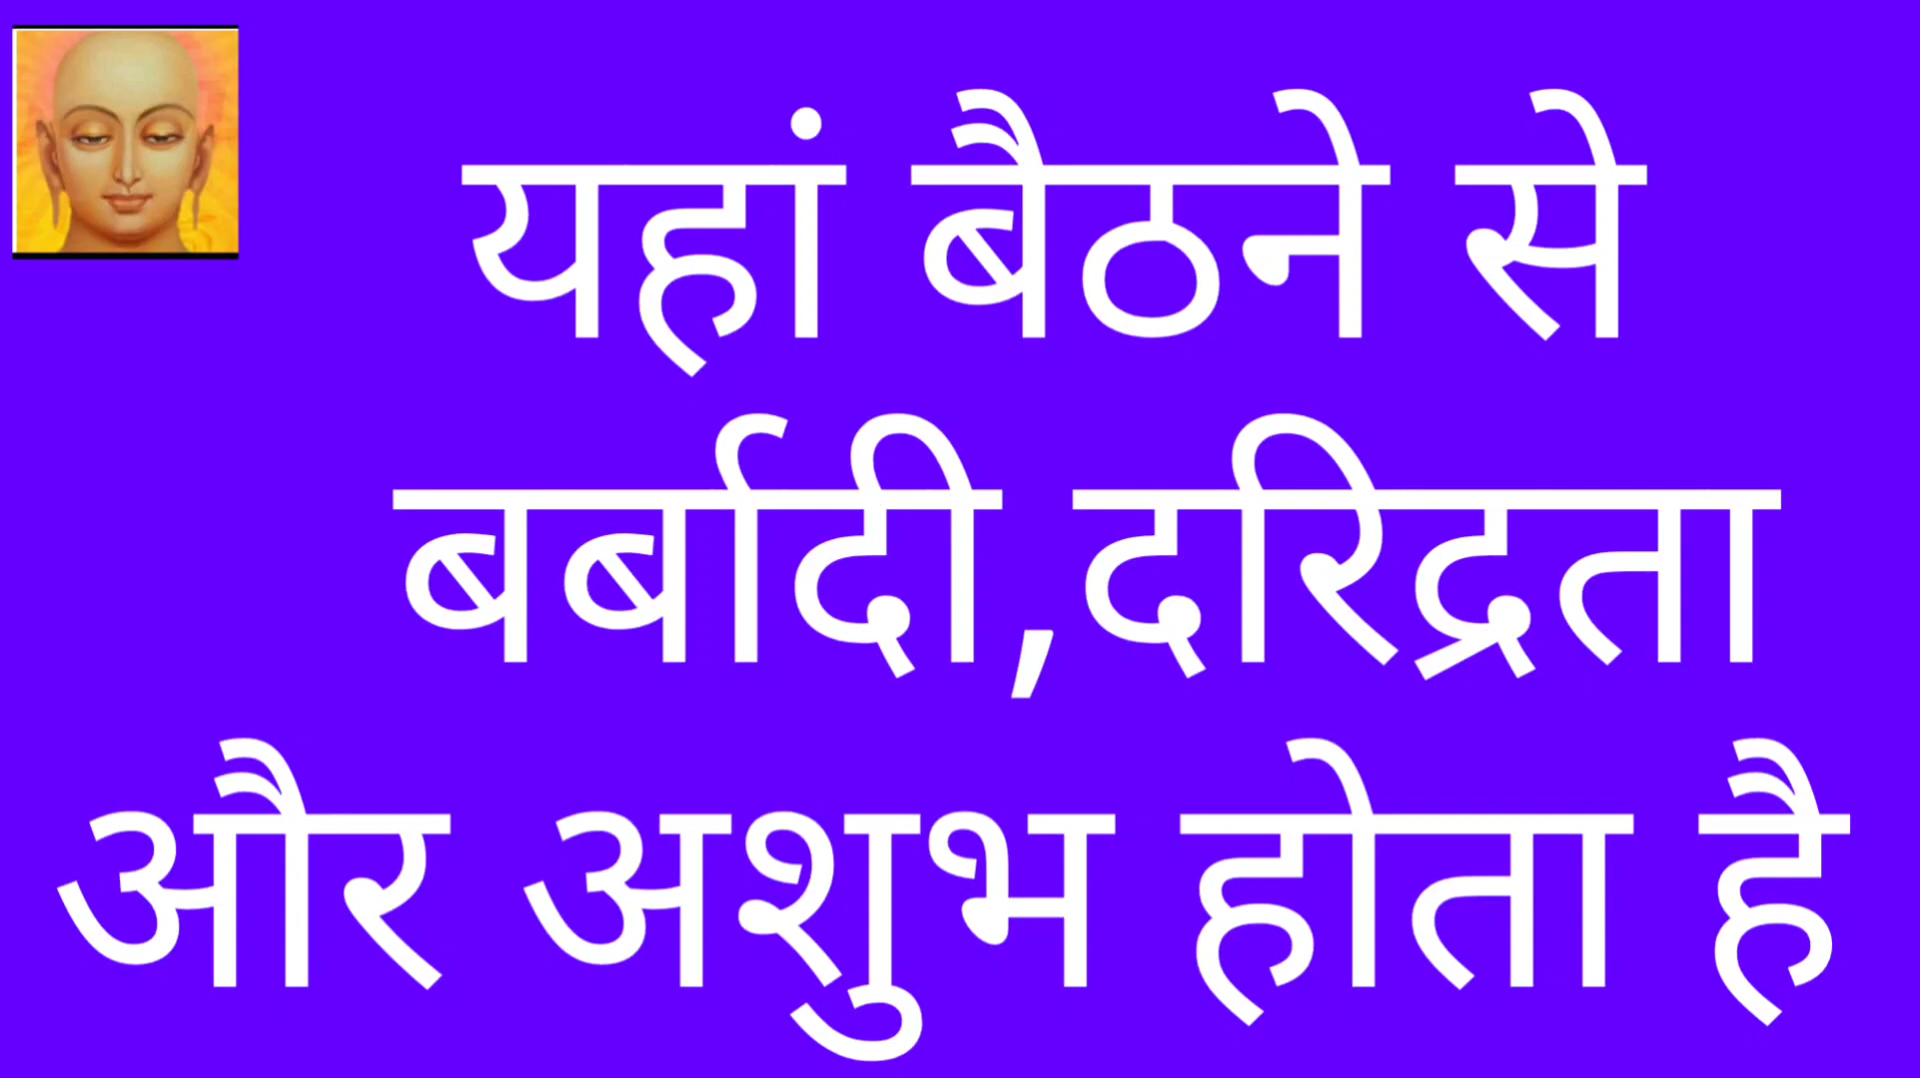 यहां बैठने से
बर्बादी,दरिद्रता
और अशुभ होता है